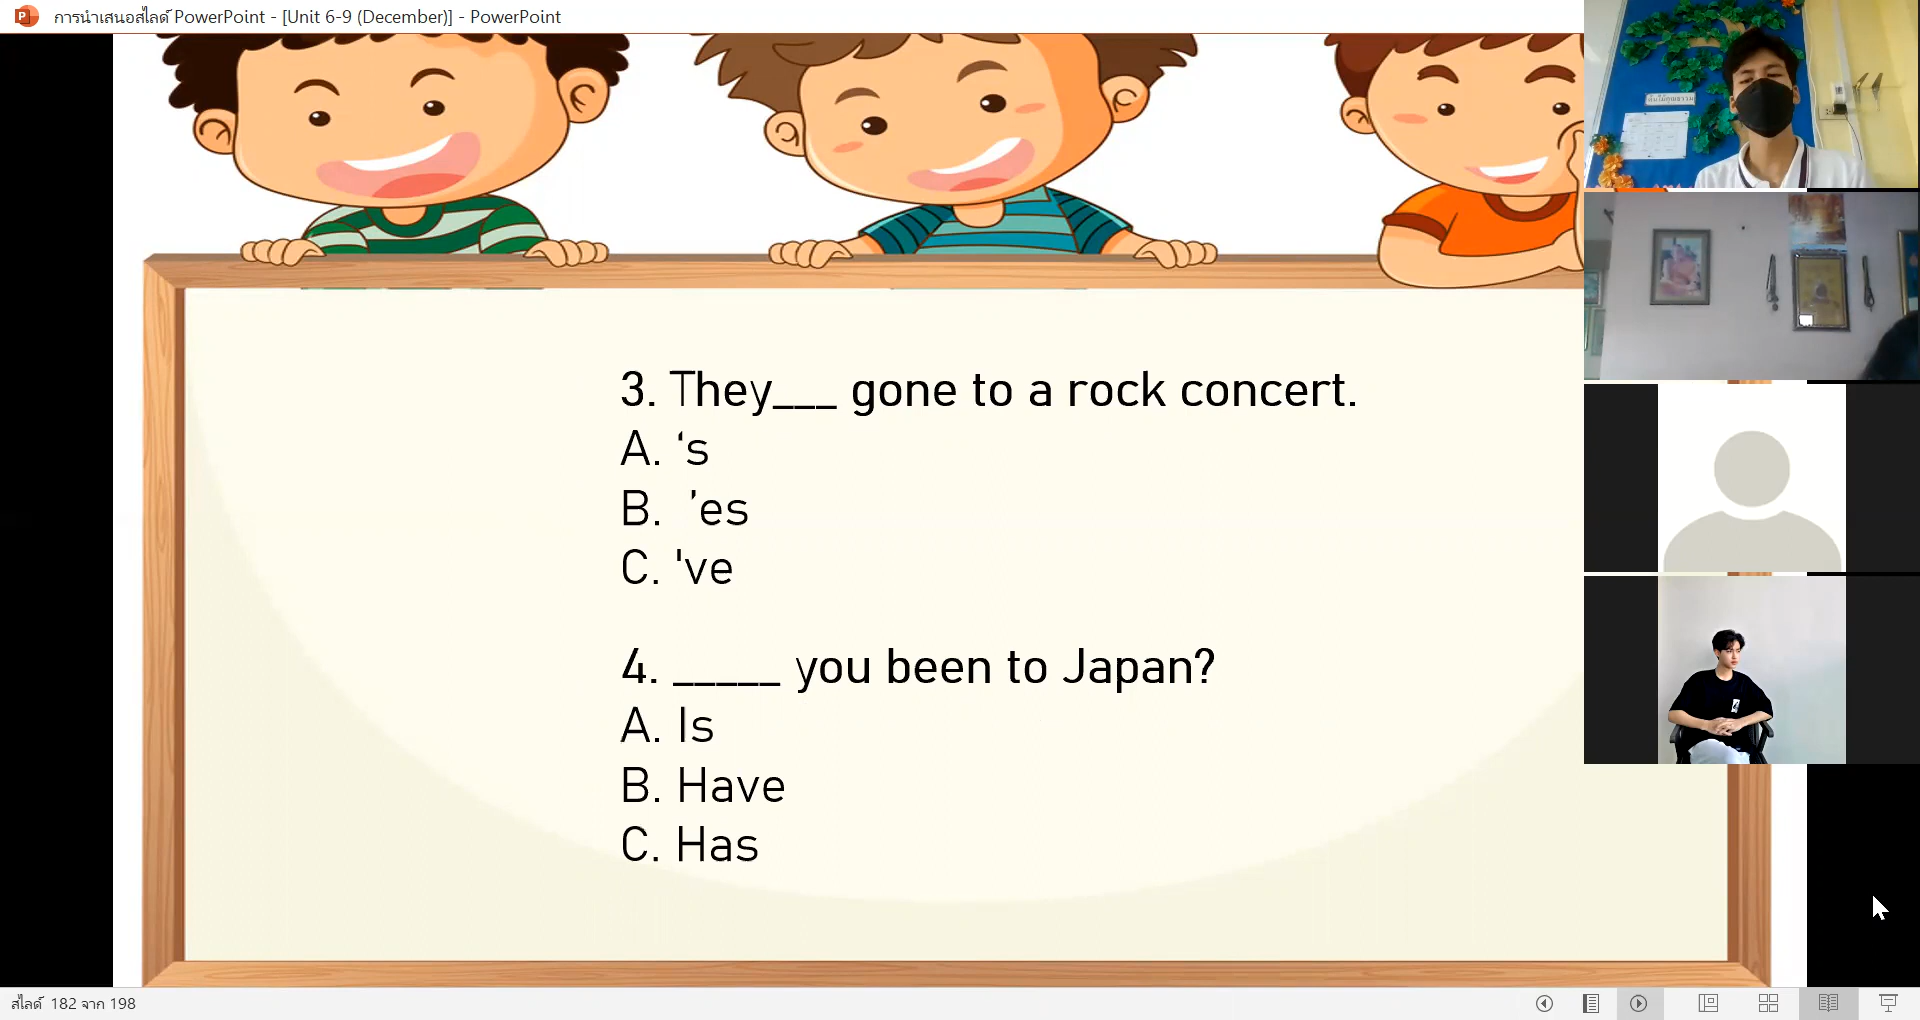 การนำเสนอสไลด์ PowerPoint - [Unit 6-9 (December)] - PowerPoint
3. They___ gone to a rock concert.
A. ‘s
B. ’es
C. 've
4. _____ you been to Japan?
A. Is
B. Have
C. Has
สไลด์ 182 จาก 198